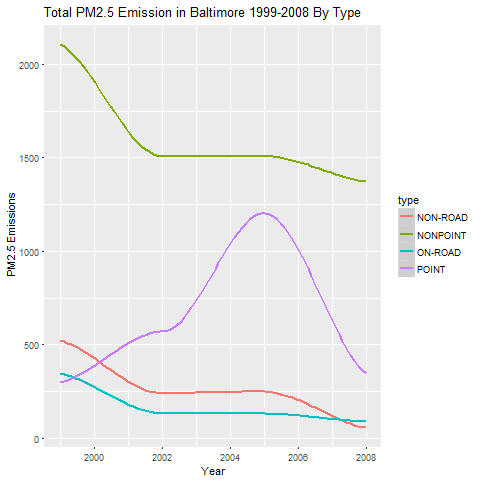 Total PM2.5 Emission in Baltimore 1999-2008 By Type
PM2.5 Emissions
2000
1500
1000
500
0
2000 2002 2004 2006 2008
Year
type
NON-ROAD
NONPOINT
ON-ROAD
POINT